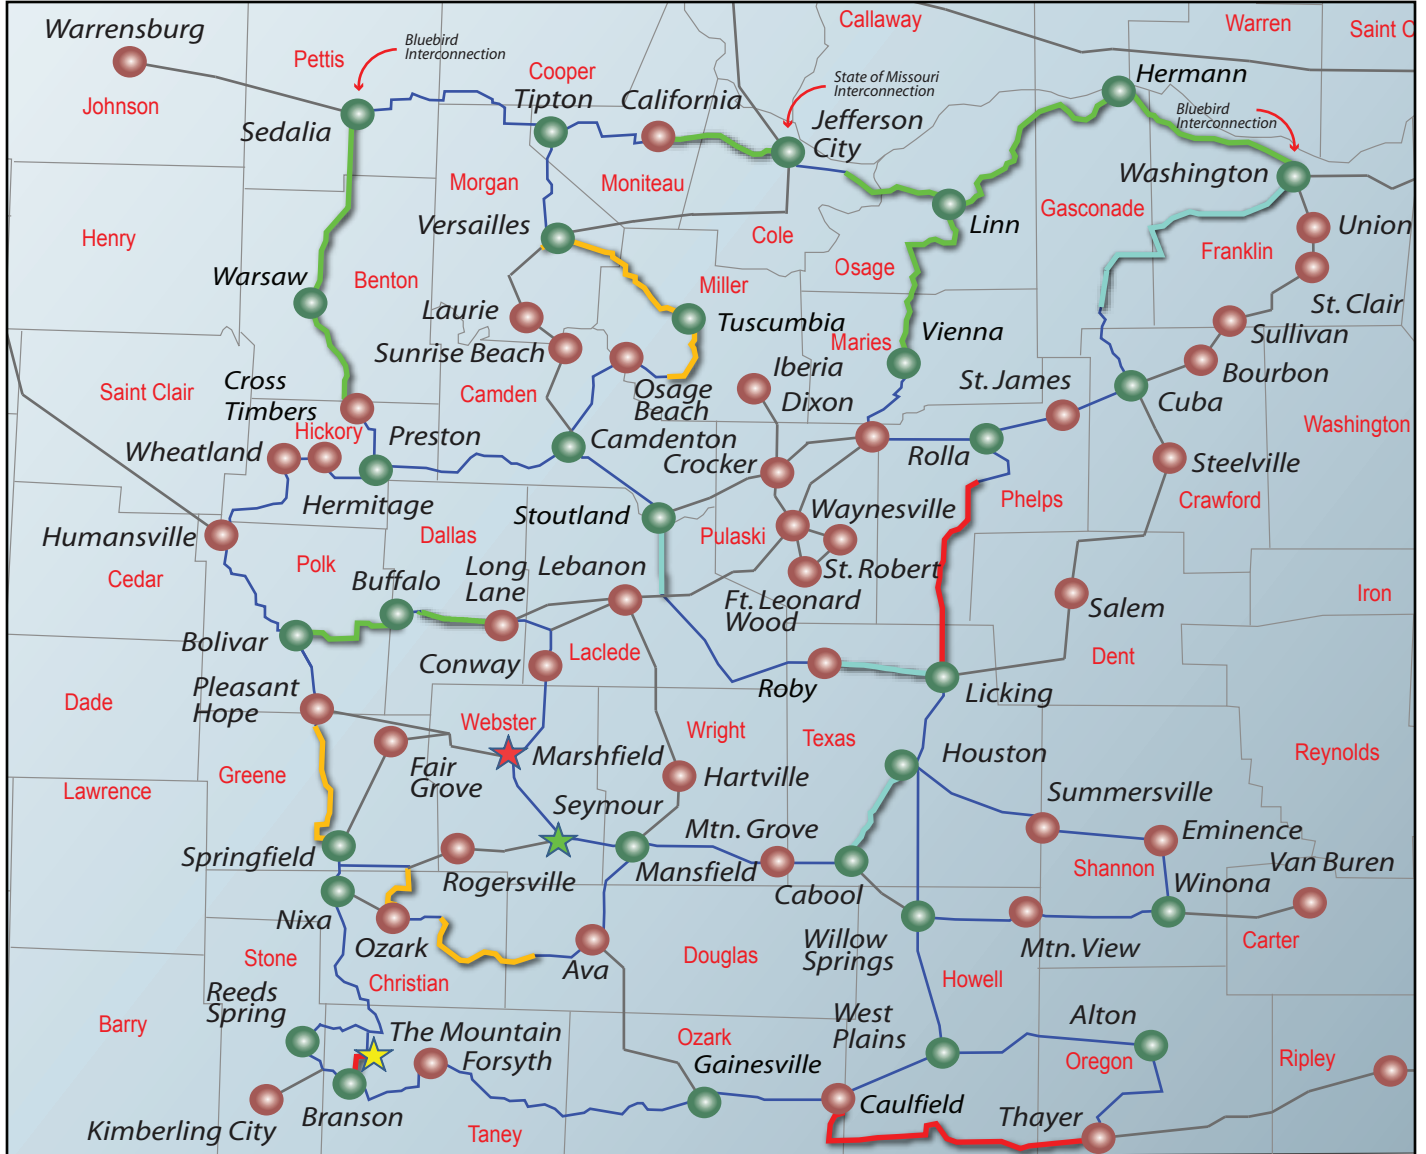 Warrensburg
Pettis
Bluebird
Interconnection
Callaway
Warren
Saint C
Johnson
Sedalia
Cooper
Tipton
California
State of Missouri
Interconnection
Jefferson
City
Hermann
Bluebird
Interconnection
Washington
Morgan
Moniteau
Versailles
Cole
Linn
Gasconade
Union
Henry
Franklin
Osage
Warsaw
Benton
Miller
St. Clair
Laurie
Tuscumbia
Maries
Vienna
Sullivan
Sunrise Beach
Iberia
Bourbon
Cross
Timbers
Saint Clair
Camden
Osage
Beach
Dixon
St. James
Cuba
Hickory
Preston
Camdenton
Washington
Wheatland
Crocker
Rolla
Steelville
Hermitage
Phelps
Crawford
Humansville
Stoutland
Waynesville
Dallas
Pulaski
Cedar
Polk
Buffalo
Long
Lane
Lebanon
St. Robert
Ft. Leonard
Wood
Salem
Iron
Bolivar
Conway
Laclede
Dent
Pleasant
Hope
Roby
Licking
Dade
Webster
Wright
Texas
Marshfield
Houston
Reynolds
Greene
Fair
Grove
Hartville
Lawrence
Seymour
Summersville
Mtn. Grove
Eminence
Springfield
Rogersville
Mansfield
Cabool
Shannon
Van Buren
Winona
Nixa
Ozark
Ava
Willow
Springs
Mtn. View
Carter
Stone
Christian
Douglas
Howell
Reeds
Spring
Barry
The Mountain
Forsyth
Ozark
West
Plains
Alton
Gainesville
Oregon
Ripley
Branson
Caulfield
Thayer
Kimberling City
Taney